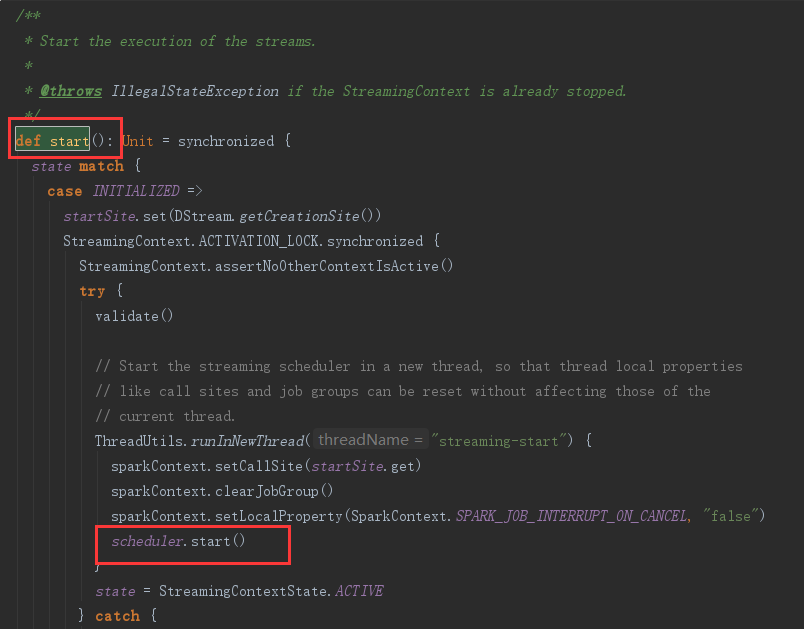 /**
 * Start the execution of the streams.
 *
 * @throws IllegalStateException if the StreamingContext is already stopped.
 */
def start(): Unit = synchronized {
  state match {
    case INITIALIZED =>
      startSite.set(DStream.getCreationSite())
      StreamingContext.ACTIVATION_LOCK.synchronized {
        StreamingContext.assertNoOtherContextIsActive()
        try {
          validate()

          // Start the streaming scheduler in a new thread, so that thread local properties
          // like call sites and job groups can be reset without affecting those of the
          // current thread.
          ThreadUtils.runInNewThread( threadName = "streaming-start") {
            sparkContext.setCallSite(startSite.get)
            sparkContext.clearJobGroup()
            sparkContext.setLocalProperty(SparkContext.SPARK_JOB_INTERRUPT_ON_CANCEL, "false")
            scheduler.start()
          }
          state = StreamingContextState.ACTIVE
        } catch {